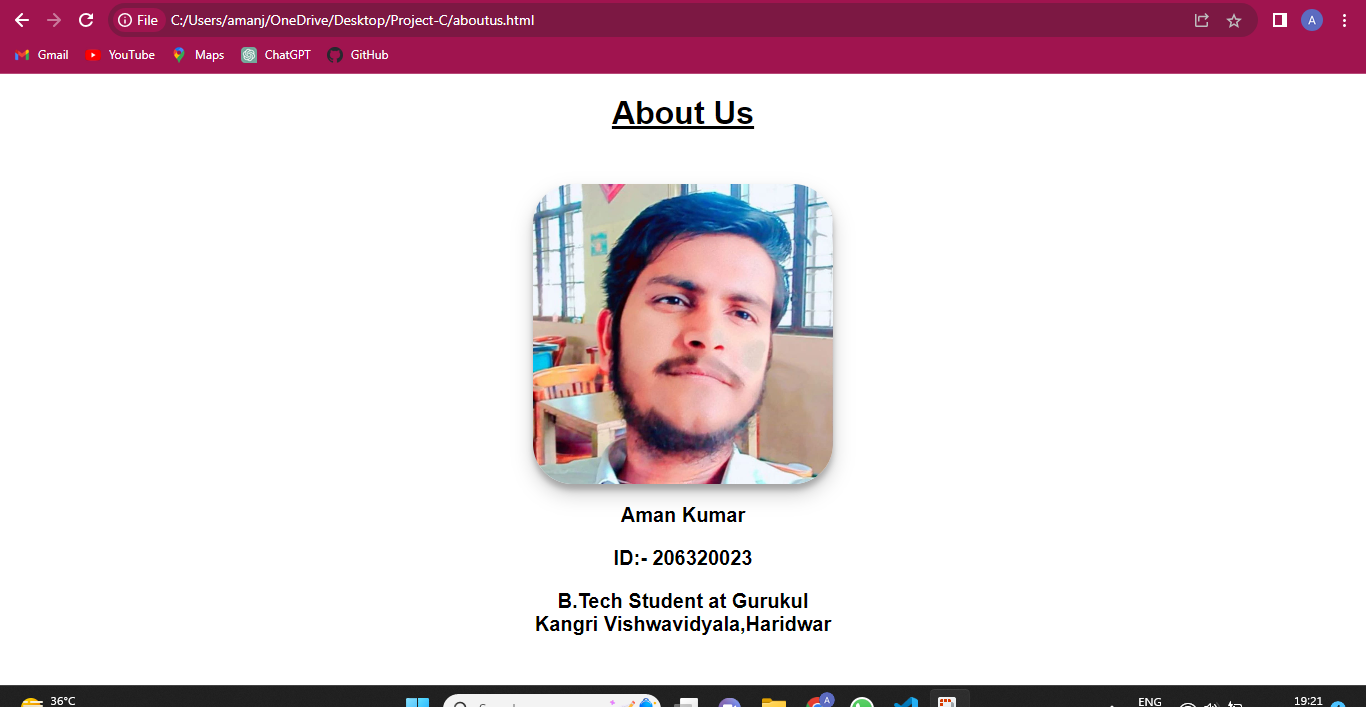 File C:/Users/amanj/OneDrive/Desktop/Project-C/aboutus.html
A
Gmail YouTube Maps ChatGPT GitHub
About Us
Aman Kumar
ID:- 206320023
B.Tech Student at Gurukul
Kangri Vishwavidyala,Haridwar
36°C
A
ENG
19:21